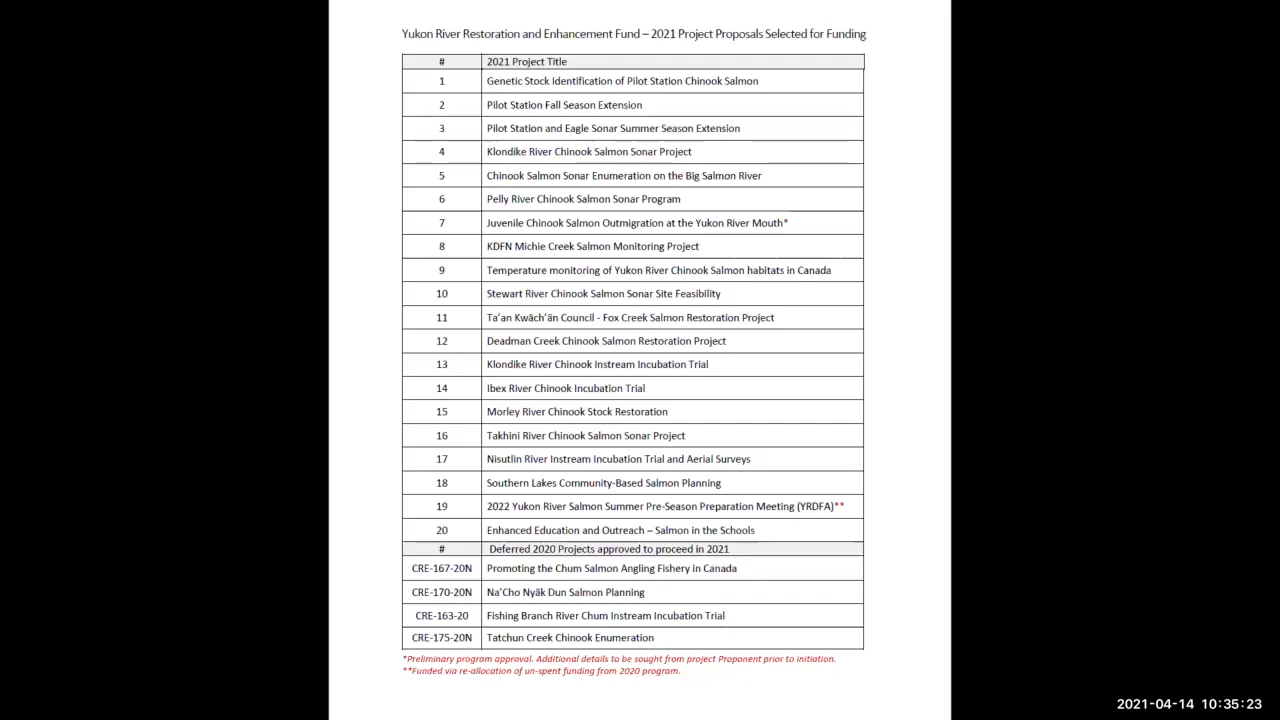 Yukon River Restoration and Enhancement Fund – 2021 Project Proposals Selected for Funding
# 2021 Project Title
1 Genetic Stock Identification of Pilot Station Chinook Salmon
2 Pilot Station Fall Season Extension
3 Pilot Station and Eagle Sonar Summer Season Extension
4 Klondike River Chinook Salmon Sonar Project
5 Chinook Salmon Sonar Enumeration on the Big Salmon River
6 Pelly River Chinook Salmon Sonar Program
7 Juvenile Chinook Salmon Outmigration at the Yukon River Mouth*
8 KDFN Michie Creek Salmon Monitoring Project
9 Temperature monitoring of Yukon River Chinook Salmon habitats in Canada
10 Stewart River Chinook Salmon Sonar Site Feasibility
11 Ta’an Kwäch’än Council - Fox Creek Salmon Restoration Project
12 Deadman Creek Chinook Salmon Restoration Project
13 Klondike River Chinook Instream Incubation Trial
14 Ibex River Chinook Incubation Trial
15 Morley River Chinook Stock Restoration
16 Takhini River Chinook Salmon Sonar Project
17 Nisutlin River Instream Incubation Trial and Aerial Surveys
18 Southern Lakes Community-Based Salmon Planning
19 2022 Yukon River Salmon Summer Pre-Season Preparation Meeting (YRDFA)**
20 Enhanced Education and Outreach – Salmon in the Schools
# Deferred 2020 Projects approved to proceed in 2021
CRE-167-20N Promoting the Chum Salmon Angling Fishery in Canada
CRE-170-20N Na’Cho Nyäk Dun Salmon Planning
CRE-163-20 Fishing Branch River Chum Instream Incubation Trial
CRE-175-20N Tatchun Creek Chinook Enumeration
*Preliminary program approval. Additional details to be sought from project Proponent prior to initiation.
**Funded via re-allocation of un-spent funding from 2020 program.
2021-04-14 10:35:23